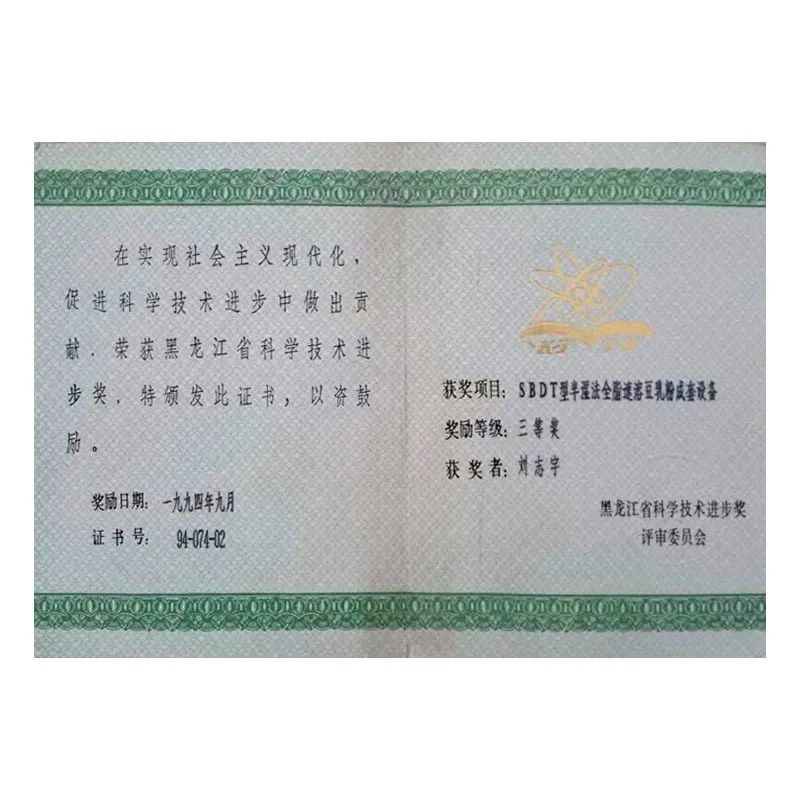 在实现社会主义现代化，
促进科学技术进步中做出贡
献．荣获黑龙江省科学技术进
步奖，特颁发此证书，以资鼓
励。
奖励日期：一九九四年九月
证书号：94-074-02
获奖项目：SBDT型半湿法全脂速溶豆乳粉成套设备
奖励等级：三等奖
获奖者：刘志宇
黑龙江省科学技术进步奖
评审委员会